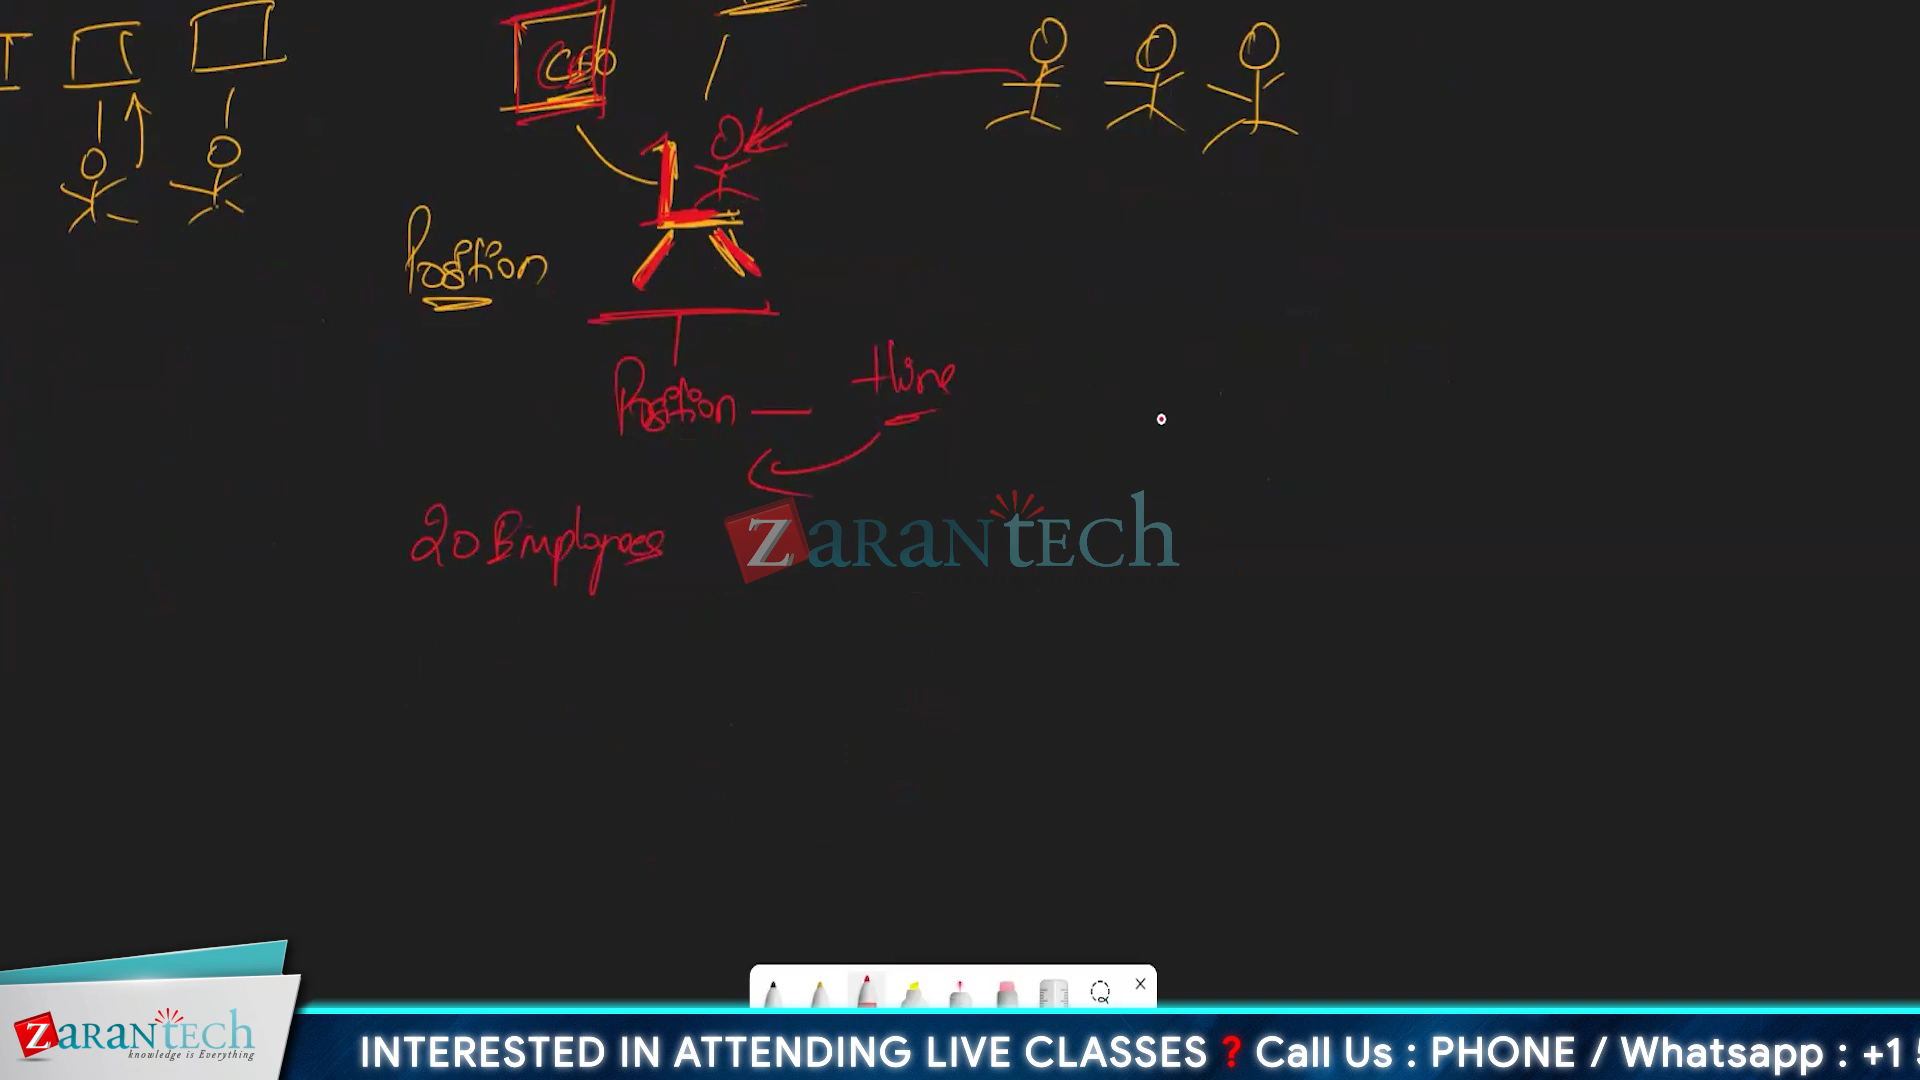 CEO
Position
Hire
Position —
20 Employees
ZARANTECH
ZARANTECH
knowledge is Everything
INTERESTED IN ATTENDING LIVE CLASSES ? Call Us : PHONE / Whatsapp : +1 5